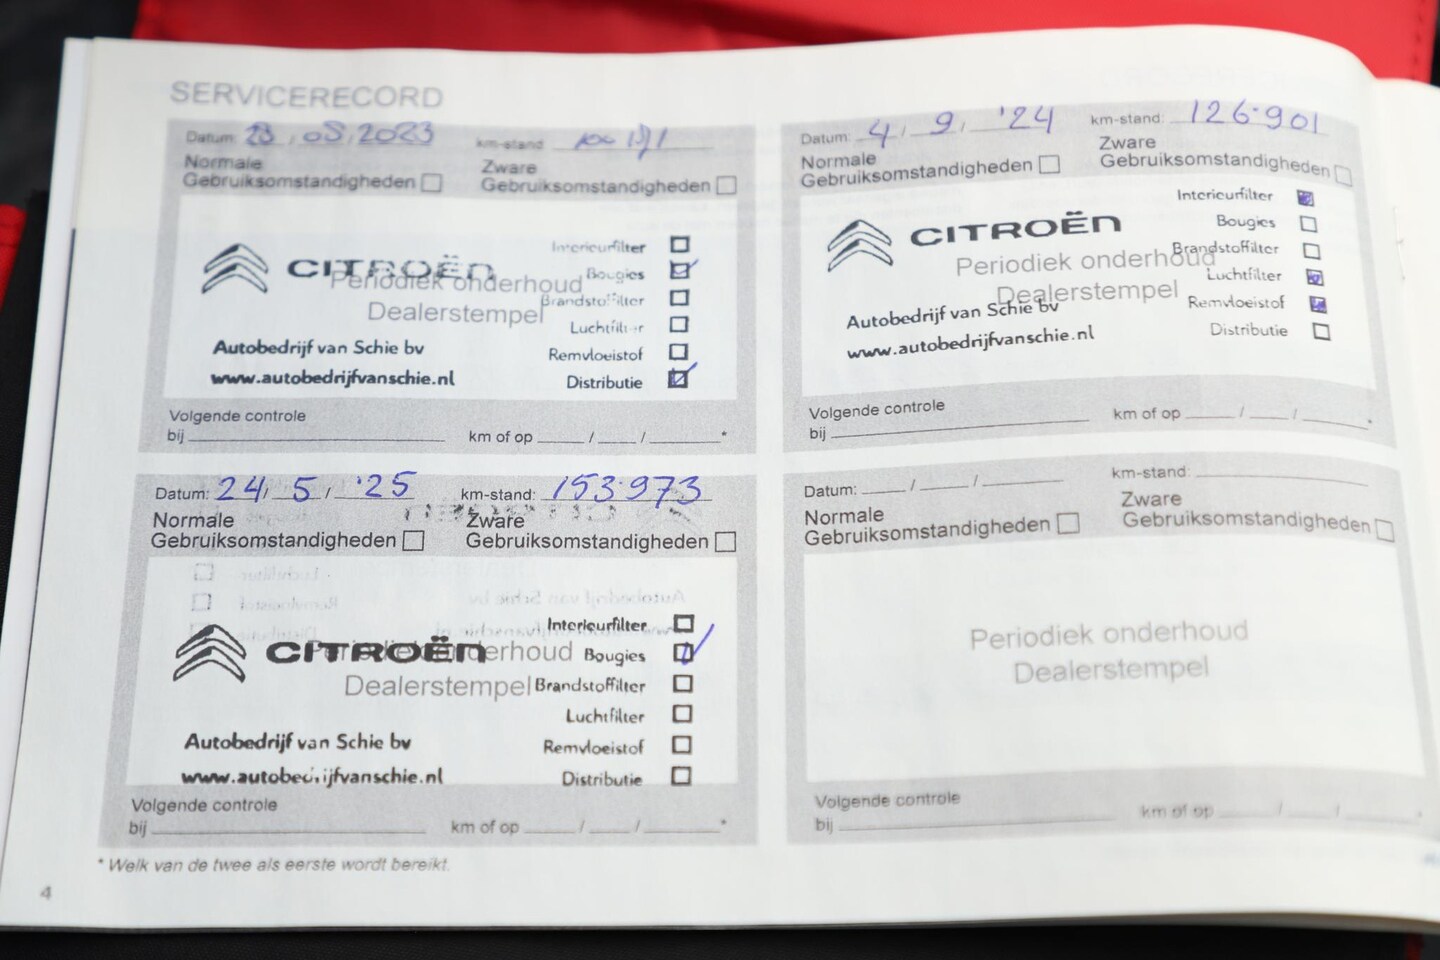 SERVICERECORD
Datum: 23 / 08 / 2023 km-stand
Normale Gebruiksomstandigheden
Zware Gebruiksomstandigheden
CITROËN
Periodiek onderhoud
Dealerstempel
Autobedrijf van Schie bv
www.autobedrijfvanschie.nl
Interieurfilter
Bougies
Brandstoffilter
Luchtfilter
Remvloeistof
Distributie
Volgende controle
bij km of op / / *
Datum: 4 / 9 / '24 km-stand: 126.901
Normale Gebruiksomstandigheden
Zware Gebruiksomstandigheden
CITROËN
Periodiek onderhoud
Dealerstempel
Autobedrijf van Schie bv
www.autobedrijfvanschie.nl
Interieurfilter
Bougies
Brandstoffilter
Luchtfilter
Remvloeistof
Distributie
Volgende controle
bij km of op / / *
Datum: 24 / 5 / '25 km-stand: 153.973
Normale Gebruiksomstandigheden
Zware Gebruiksomstandigheden
CITROËN
Periodiek onderhoud
Dealerstempel
Autobedrijf van Schie bv
www.autobedrijfvanschie.nl
Interieurfilter
Bougies
Brandstoffilter
Luchtfilter
Remvloeistof
Distributie
Volgende controle
bij km of op / / *
Datum: / / km-stand:
Normale Gebruiksomstandigheden
Zware Gebruiksomstandigheden
Periodiek onderhoud
Dealerstempel
Volgende controle
bij km of op / / *
* Welk van de twee als eerste wordt bereikt.
4